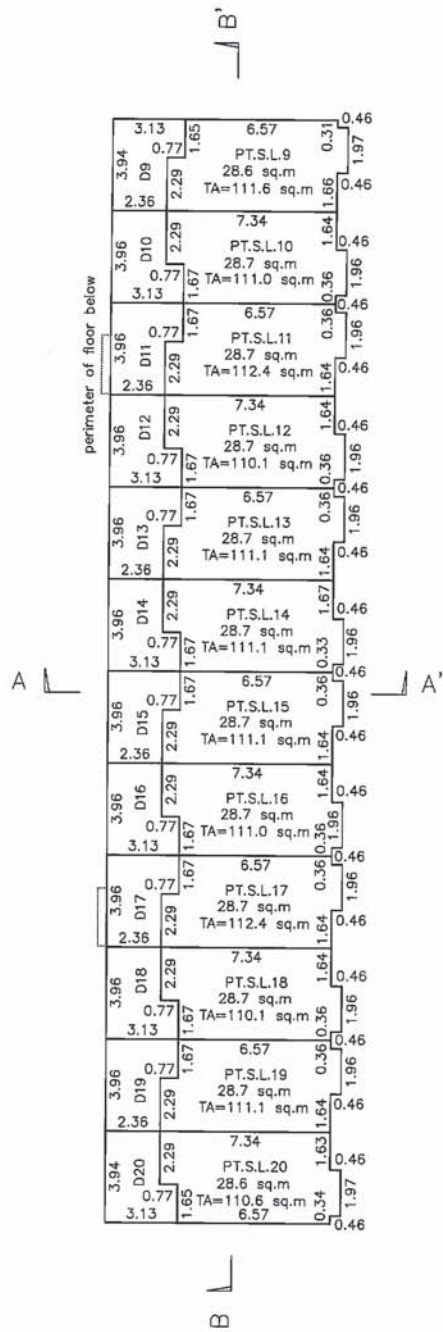 B'
3.13
6.57
0.46
3.94
D9
0.77
1.65
PT.S.L.9
28.6 sq.m
TA=111.6 sq.m
0.31
1.97
2.36
2.29
1.66
0.46
7.34
3.96
D10
2.29
PT.S.L.10
28.7 sq.m
TA=111.0 sq.m
1.64
0.46
0.77
1.67
3.13
0.36
1.96
0.46
perimeter of floor below
6.57
3.96
D11
0.77
1.67
PT.S.L.11
28.7 sq.m
TA=112.4 sq.m
0.36
1.96
2.36
2.29
1.64
0.46
7.34
3.96
D12
2.29
PT.S.L.12
28.7 sq.m
TA=110.1 sq.m
1.64
0.46
0.77
1.67
3.13
0.36
1.96
0.46
6.57
3.96
D13
0.77
1.67
PT.S.L.13
28.7 sq.m
TA=111.1 sq.m
0.36
1.96
2.36
2.29
1.64
0.46
7.34
3.96
D14
2.29
PT.S.L.14
28.7 sq.m
TA=111.1 sq.m
1.67
0.46
0.77
1.67
3.13
0.33
1.96
0.46
A
A'
6.57
3.96
D15
0.77
1.67
PT.S.L.15
28.7 sq.m
TA=111.1 sq.m
0.36
1.96
2.36
2.29
1.64
0.46
7.34
3.96
D16
2.29
PT.S.L.16
28.7 sq.m
TA=111.0 sq.m
1.64
0.46
0.77
1.67
3.13
0.36
1.96
0.46
6.57
3.96
D17
0.77
1.67
PT.S.L.17
28.7 sq.m
TA=112.4 sq.m
0.36
1.96
2.36
2.29
1.64
0.46
7.34
3.96
D18
2.29
PT.S.L.18
28.7 sq.m
TA=110.1 sq.m
1.64
0.46
0.77
1.67
3.13
0.36
1.96
0.46
6.57
3.96
D19
0.77
1.67
PT.S.L.19
28.7 sq.m
TA=111.1 sq.m
0.36
1.96
2.36
2.29
1.64
0.46
7.34
3.94
D20
2.29
PT.S.L.20
28.6 sq.m
TA=110.6 sq.m
1.63
0.46
0.77
1.65
3.13
6.57
0.34
1.97
0.46
B